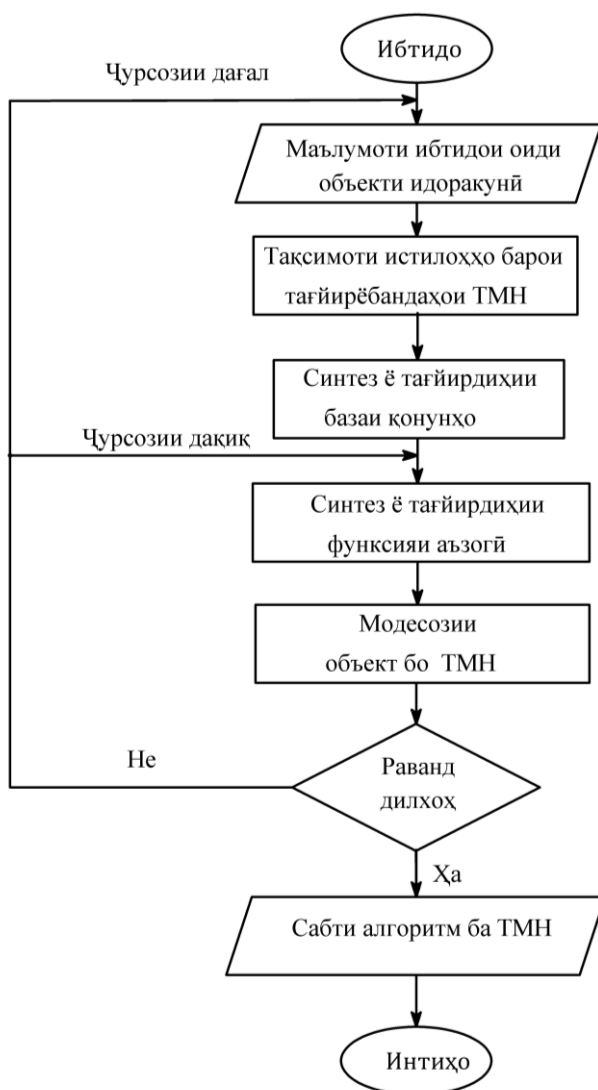 Ибтидо
Ҷурсозии дағал
Маълумоти ибтидои оиди
объекти идоракунӣ
Тақсимоти истилоҳҳо барои
тағйирёбандаҳои ТМН
Синтез ё тағйирдиҳии
базаи қонунҳо
Ҷурсозии дақиқ
Синтез ё тағйирдиҳии
функсияи аъзогӣ
Модесозии
объект бо ТМН
Не
Раванд
дилхоҳ
Ҳа
Сабти алгоритм ба ТМН
Интиҳо